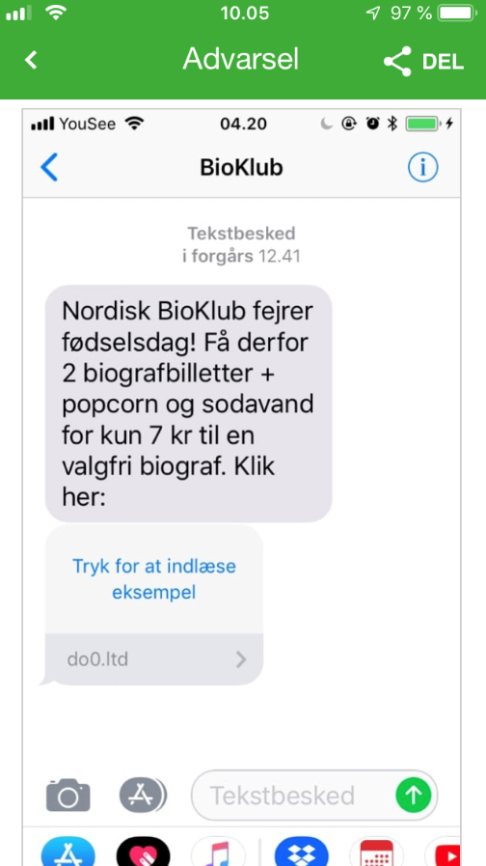 10.05
97 %
Advarsel
DEL
YouSee
04.20
BioKlub
Tekstbesked
i forgårs 12.41
Nordisk BioKlub fejrer
fødselsdag! Få derfor
2 biografbilletter +
popcorn og sodavand
for kun 7 kr til en
valgfri biograf. Klik
her:
Tryk for at indlæse
eksempel
do0.ltd
Tekstbesked